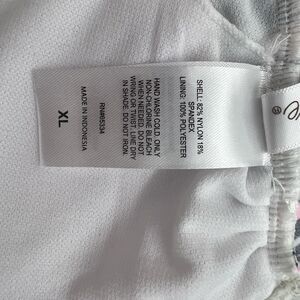 SHELL: 82% NYLON 18%
SPANDEX
LINING: 100% POLYESTER
HAND WASH COLD. ONLY
NON-CHLORINE BLEACH
WHEN NEEDED. DO NOT
WRING OR TWIST. LINE DRY
IN SHADE. DO NOT IRON.
RN#65334
MADE IN INDONESIA
XL